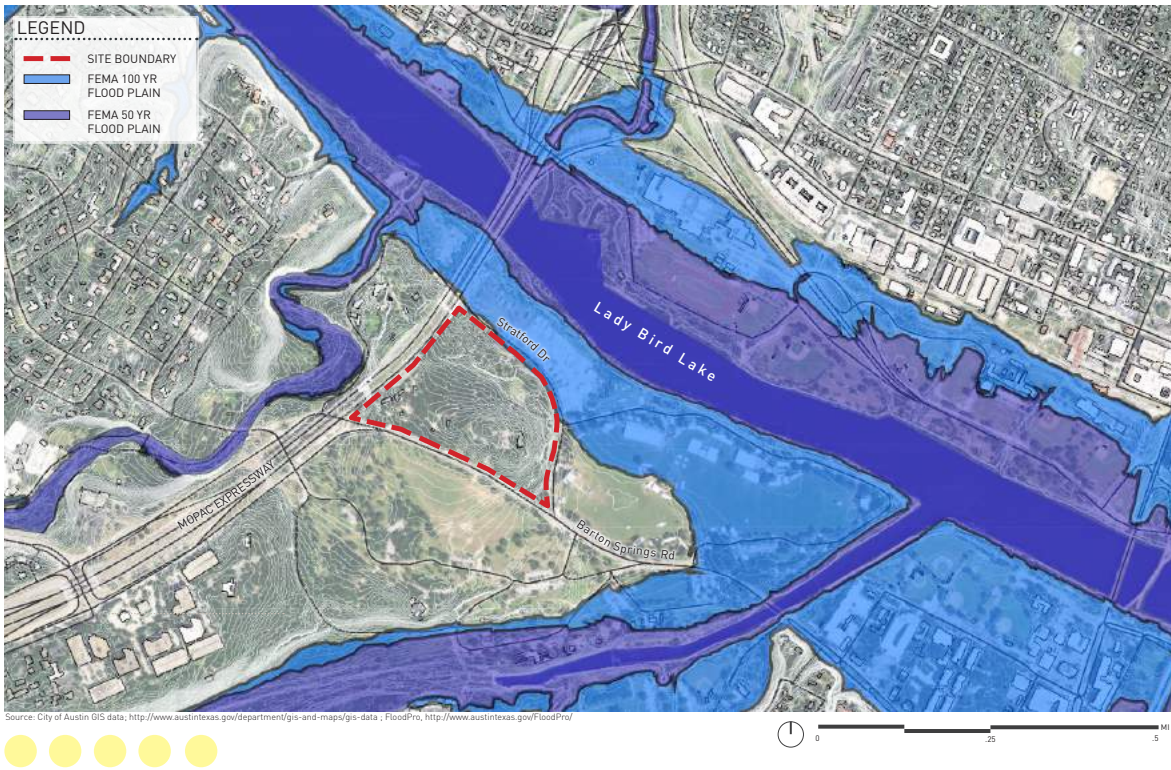 LEGEND
SITE BOUNDARY
FEMA 100 YR
FLOOD PLAIN
FEMA 50 YR
FLOOD PLAIN
Stratford Dr
Lady Bird Lake
MOPAC EXPRESSWAY
Barton Springs Rd
Source: City of Austin GIS data; http://www.austintexas.gov/department/gis-and-maps/gis-data ; FloodPro, http://www.austintexas.gov/FloodPro/
0 .25 .5 MI